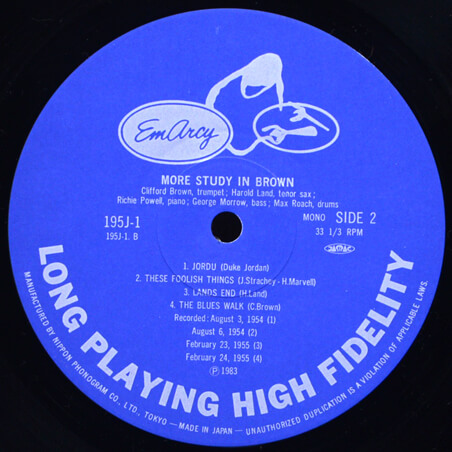 EmArcy
MORE STUDY IN BROWN
Clifford Brown, trumpet; Harold Land, tenor sax;
Richie Powell, piano; George Morrow, bass; Max Roach, drums
195J-1
195J-1. B
MONO SIDE 2
33 1/3 RPM
JASRAC
1. JORDU (Duke Jordan)
2. THESE FOOLISH THINGS (J.Strachey-H.Marvell)
3. LANDS END (H.Land)
4. THE BLUES WALK (C.Brown)
Recorded: August 3, 1954 (1)
August 6, 1954 (2)
February 23, 1955 (3)
February 24, 1955 (4)
Ⓟ 1983
LONG PLAYING HIGH FIDELITY
MANUFACTURED BY NIPPON PHONOGRAM CO. LTD. TOKYO — MADE IN JAPAN — UNAUTHORIZED DUPLICATION IS A VIOLATION OF APPLICABLE LAWS.